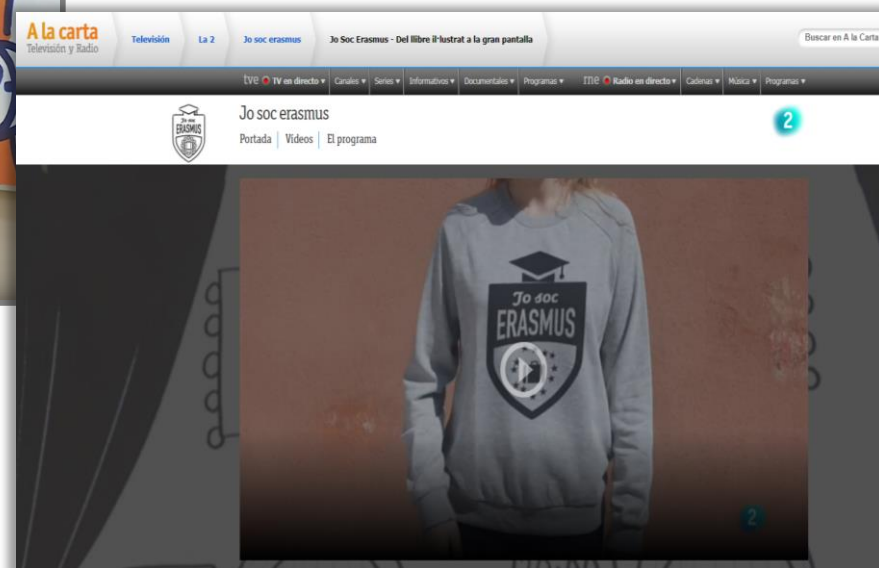 A la carta
Televisión y Radio
Televisión La 2 Jo soc erasmus Jo Soc Erasmus - Del llibre il·lustrat a la gran pantalla
Buscar en A la Carta
tve TV en directo Canales Series Informativos Documentales Programas rne Radio en directo Cadenas Música Programas
Jo soc ERASMUS
Jo soc erasmus
2
Portada Vídeos El programa
Jo soc
ERASMUS
2